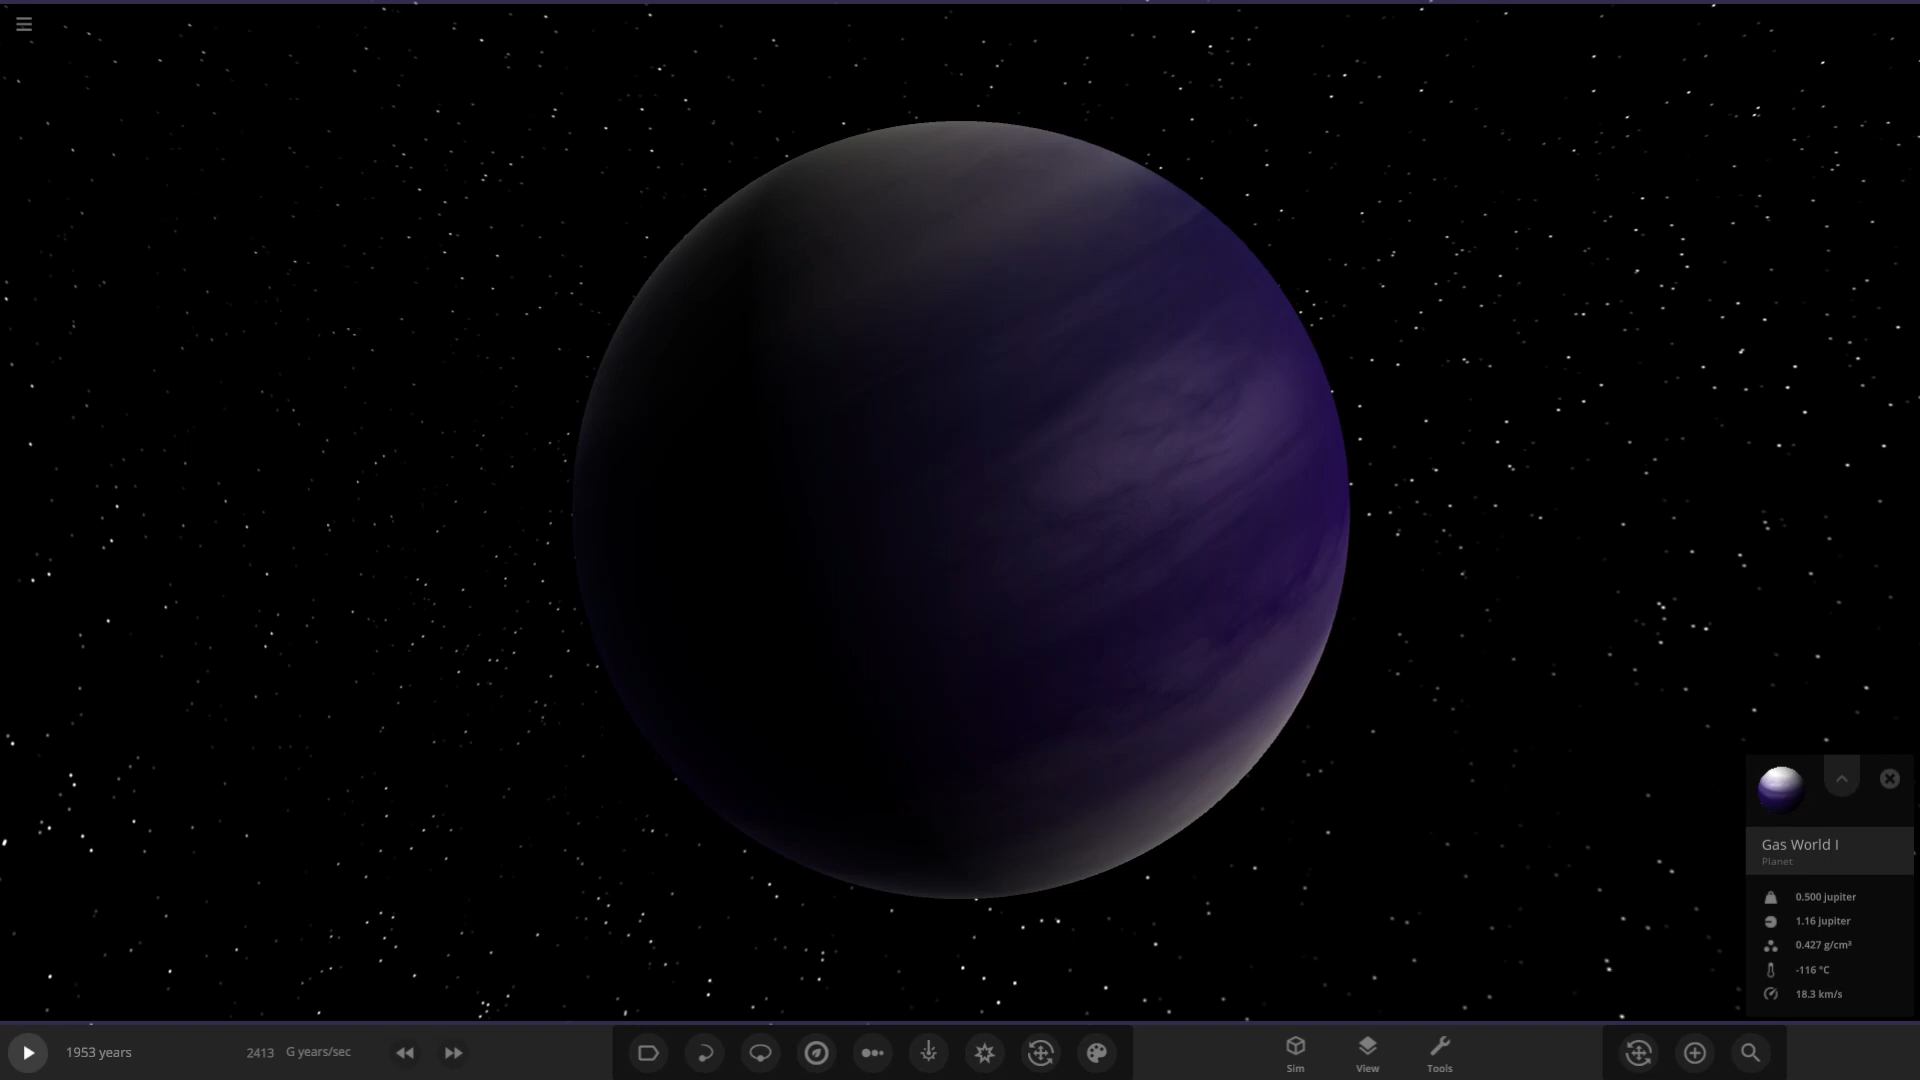 Gas World I
Planet
0.500 jupiter
1.16 jupiter
0.427 g/cm³
-116 °C
18.3 km/s
1953 years
2413 G years/sec
Sim
View
Tools